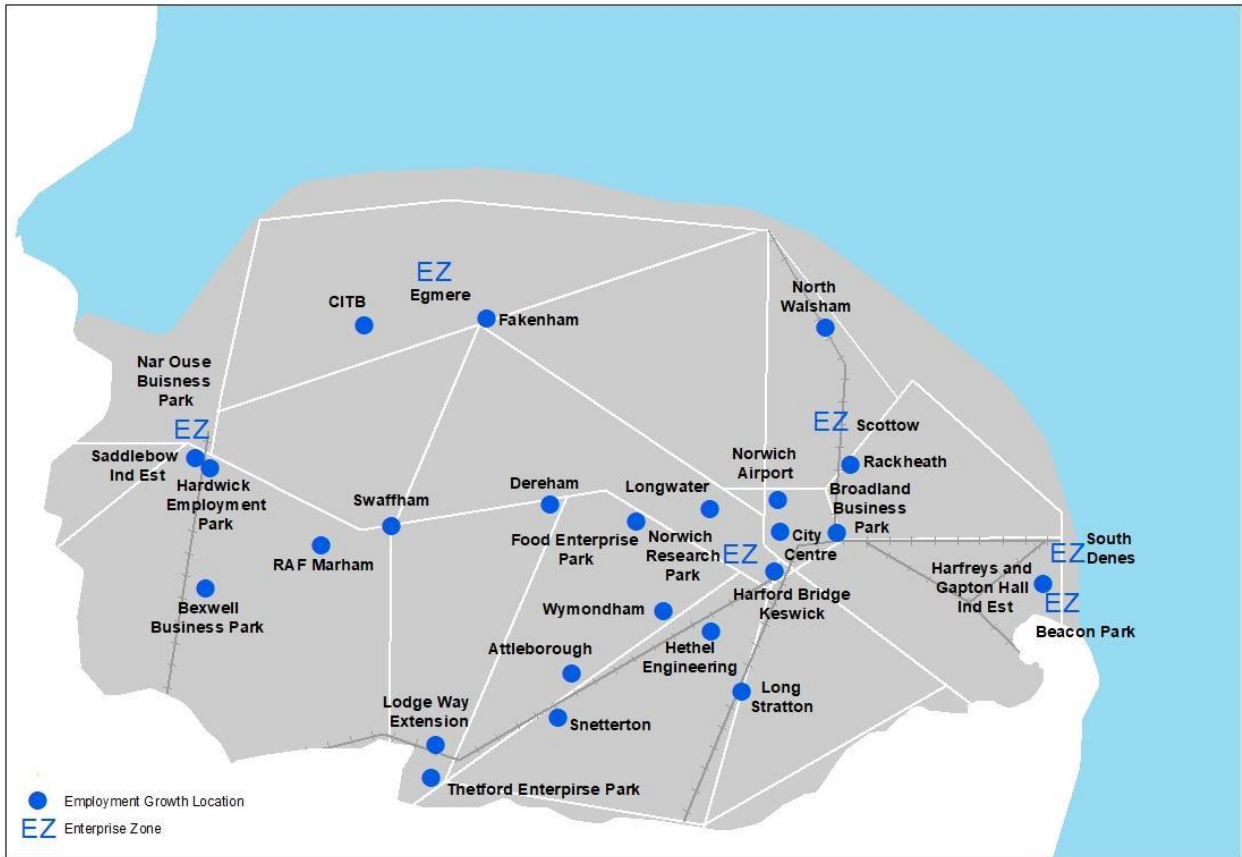 EZ
Egmere
CITB
Fakenham
North
Walsham
Nar Ouse
Buisness
Park
EZ
EZ
Scottow
Saddlebow
Ind Est
Hardwick
Employment
Park
Rackheath
Norwich
Airport
Swaffham
Dereham
Longwater
Broadland
Business
Park
Food Enterprise
Park
Norwich
Research
Park
EZ
City
Centre
RAF Marham
EZ
South
Denes
Harfreys and
Gapton Hall
Ind Est
EZ
Beacon Park
Bexwell
Business Park
Wymondham
Harford Bridge
Keswick
Attleborough
Hethel
Engineering
Lodge Way
Extension
Snetterton
Long
Stratton
Thetford Enterpirse Park
Employment Growth Location
EZ Enterprise Zone